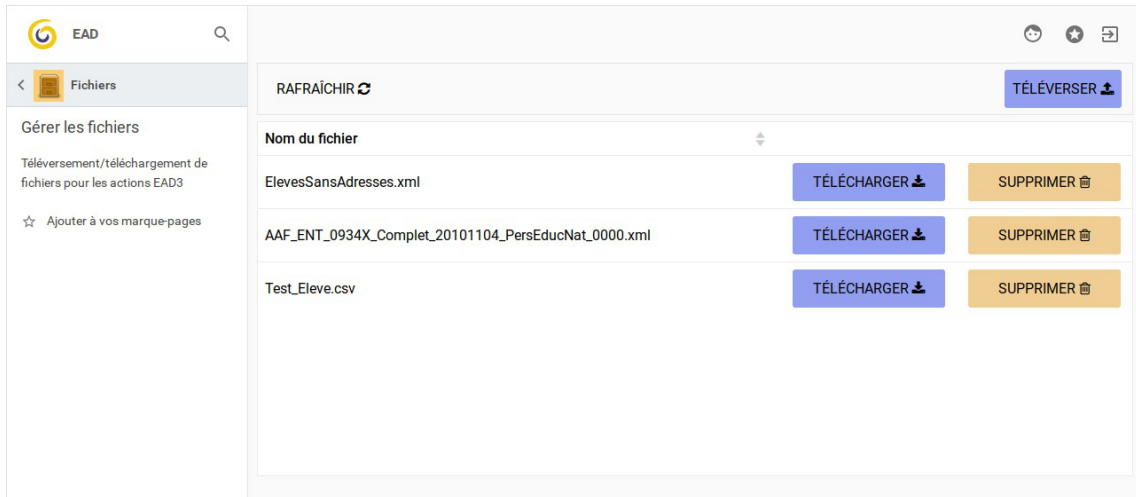 EAD
Fichiers
Gérer les fichiers
Téléversement/téléchargement de
fichiers pour les actions EAD3
Ajouter à vos marque-pages
RAFRAÎCHIR
TÉLÉVERSER
Nom du fichier
ElevesSansAdresses.xml TÉLÉCHARGER SUPPRIMER
AAF_ENT_0934X_Complet_20101104_PersEducNat_0000.xml TÉLÉCHARGER SUPPRIMER
Test_Eleve.csv TÉLÉCHARGER SUPPRIMER